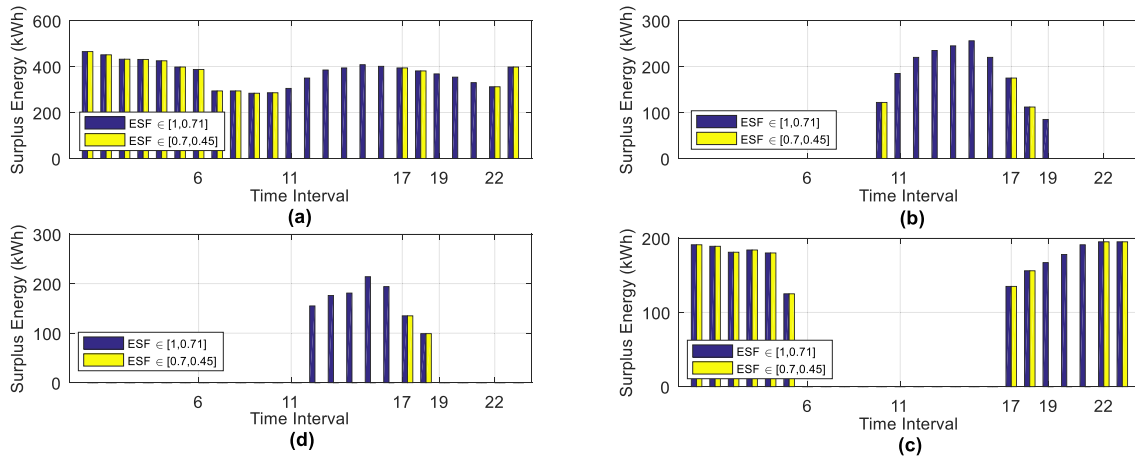 600
400
200
0
Surplus Energy (kWh)
ESF ∈ [1,0.71]
ESF ∈ [0.7,0.45]
6
11
17
19
22
Time Interval
(a)
300
200
100
0
Surplus Energy (kWh)
ESF ∈ [1,0.71]
ESF ∈ [0.7,0.45]
6
11
17
19
22
Time Interval
(b)
300
200
100
0
Surplus Energy (kWh)
ESF ∈ [1,0.71]
ESF ∈ [0.7,0.45]
6
11
17
19
22
Time Interval
(d)
200
100
0
Surplus Energy (kWh)
ESF ∈ [1,0.71]
ESF ∈ [0.7,0.45]
6
11
17
19
22
Time Interval
(c)